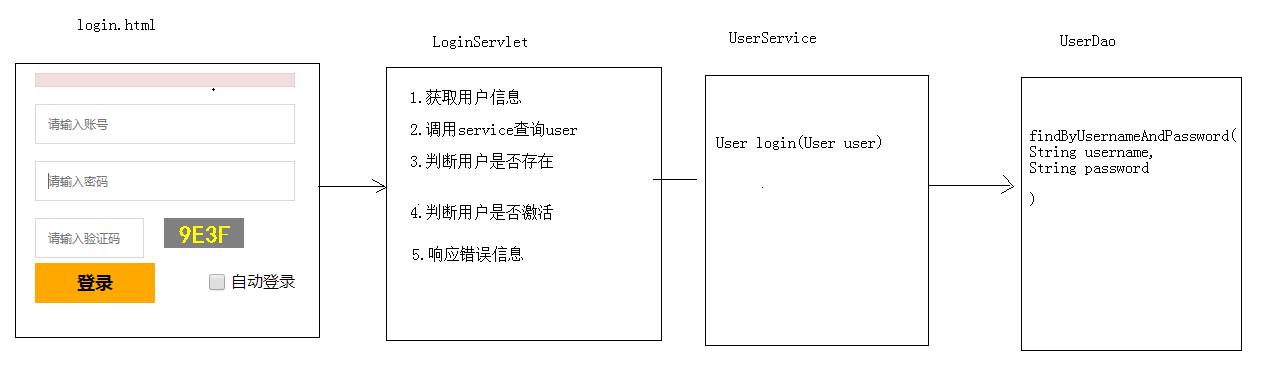 login.html
请输入账号
请输入密码
请输入验证码 9E3F
登录 自动登录
LoginServlet
1.获取用户信息
2.调用service查询user
3.判断用户是否存在
4.判断用户是否激活
5.响应错误信息
UserService
User login(User user)
UserDao
findByUsernameAndPassword(
String username,
String password
)